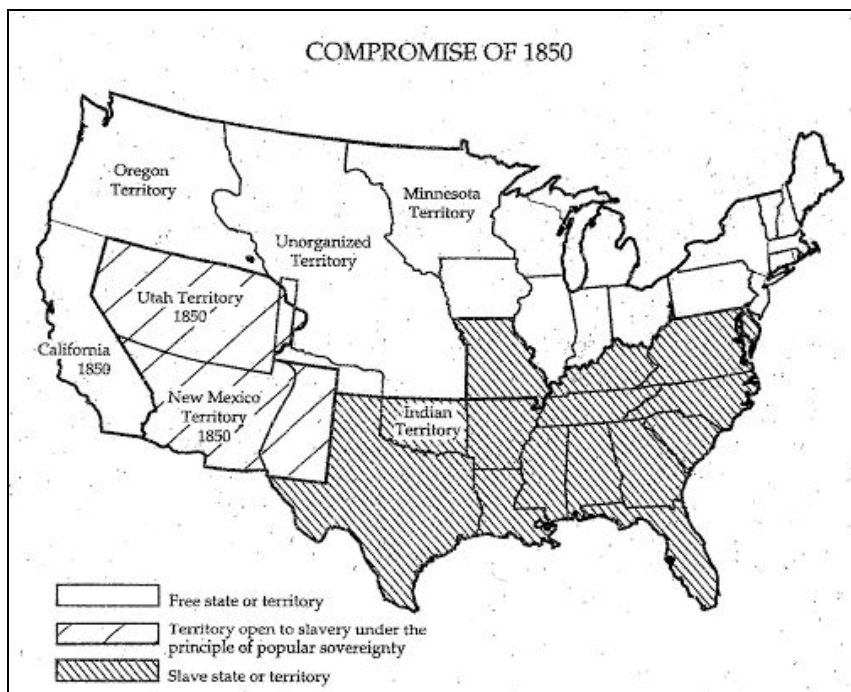 COMPROMISE OF 1850
Oregon
Territory
Minnesota
Territory
Unorganized
Territory
Utah Territory
1850
California
1850
New Mexico
Territory
1850
Indian
Territory
Free state or territory
Territory open to slavery under the
principle of popular sovereignty
Slave state or territory